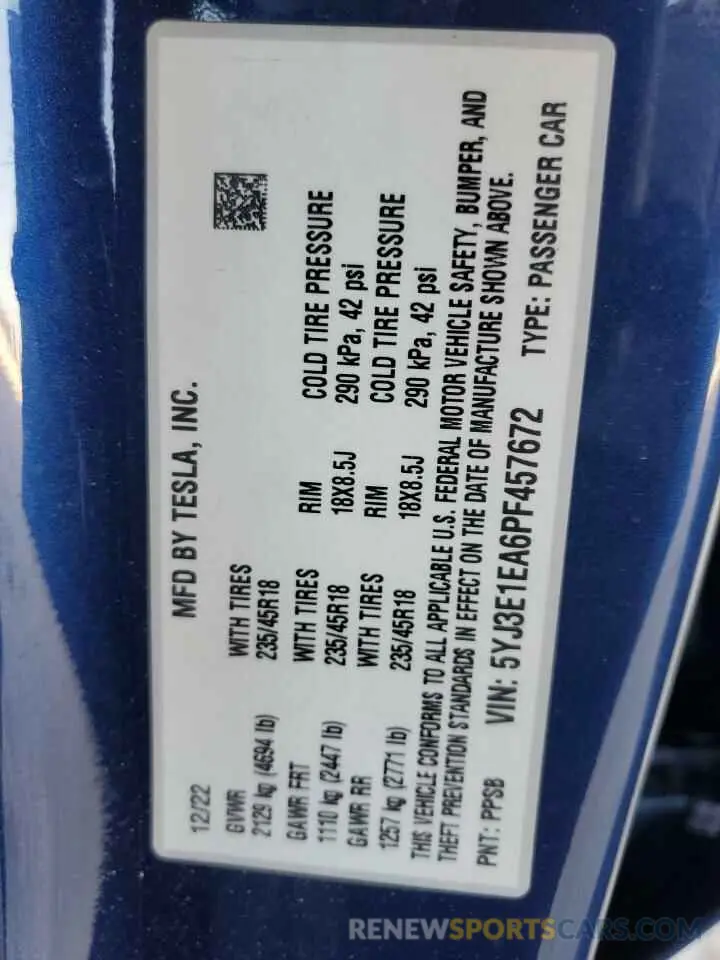 MFD BY TESLA, INC.
12/22
GVWR WITH TIRES
2129 kg (4694 lb) 235/45R18
GAWR FRT WITH TIRES RIM COLD TIRE PRESSURE
1110 kg (2447 lb) 235/45R18 18X8.5J 290 kPa, 42 psi
GAWR RR WITH TIRES RIM COLD TIRE PRESSURE
1257 kg (2771 lb) 235/45R18 18X8.5J 290 kPa, 42 psi
THIS VEHICLE CONFORMS TO ALL APPLICABLE U.S. FEDERAL MOTOR VEHICLE SAFETY, BUMPER, AND
THEFT PREVENTION STANDARDS IN EFFECT ON THE DATE OF MANUFACTURE SHOWN ABOVE.
PNT: PPSB VIN: 5YJ3E1EA6PF457672 TYPE: PASSENGER CAR
RENEWSPORTSCARS.COM